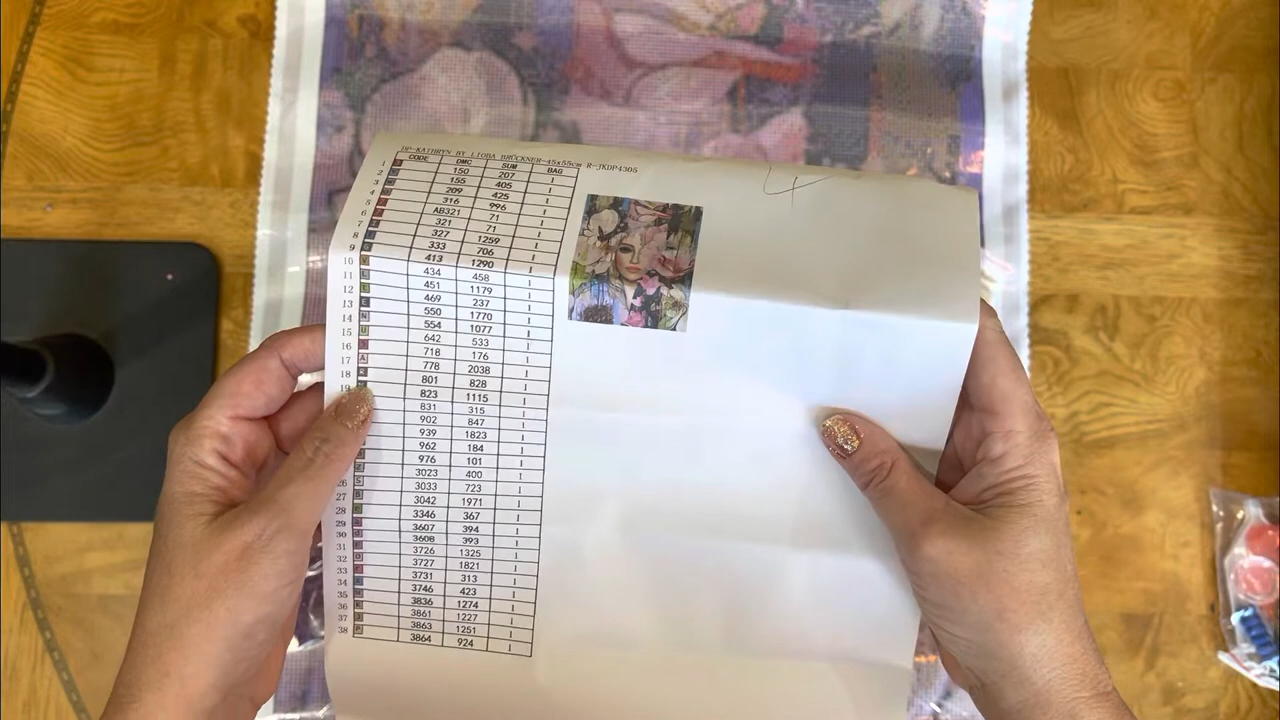 DP-KATHRYN BY LIOBA BRÜCKNER-45x55cm R-JKDP4305
CODE DMC SUM BAG
1 150 207 1
2 155 405 1
3 209 425 1
4 316 996 1
5 AB321 71 1
6 321 71 1
7 327 1259 1
8 333 706 1
9 413 1290 1
10 V 434 458 1
11 L 451 1179 1
12 469 237 1
13 E 550 1770 1
14 N 554 1077 1
15 U 642 533 1
16 718 176 1
17 A 778 2038 1
18 R 801 828 1
19 823 1115 1
831 315 1
902 847 1
939 1823 1
962 184 1
976 101 1
Z 3023 400 1
26 S 3033 723 1
27 B 3042 1971 1
28 3346 367 1
29 3607 394 1
30 3608 393 1
31 3726 1325 1
32 3727 1821 1
33 3731 313 1
34 3746 423 1
35 3836 1274 1
36 3861 1227 1
37 3863 1251 1
38 P 3864 924 1
4